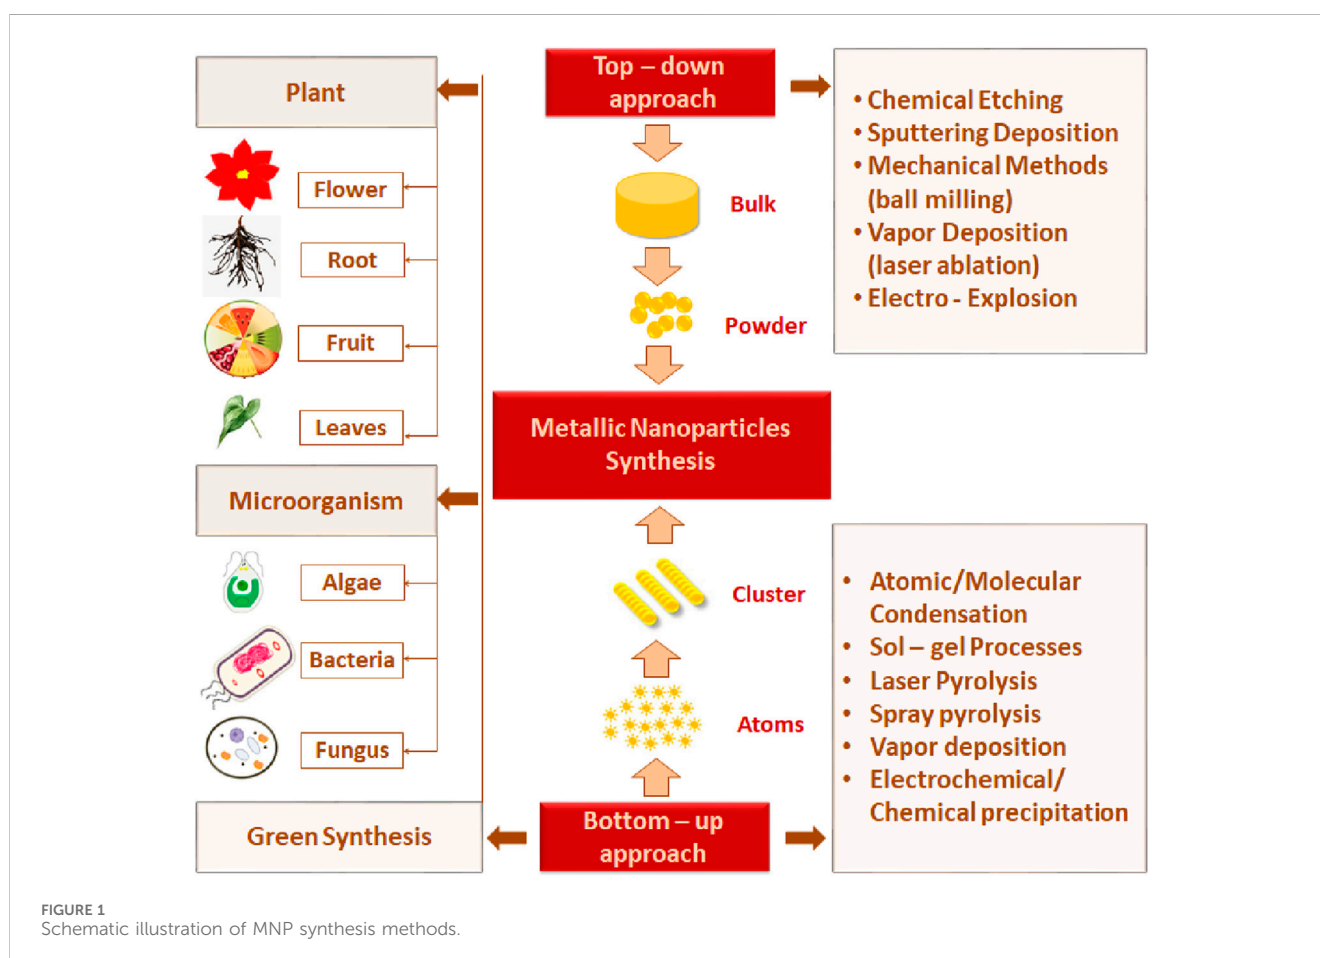 Plant
Flower
Root
Fruit
Leaves
Microorganism
Algae
Bacteria
Fungus
Green Synthesis
Top – down
approach
Bulk
Powder
Metallic Nanoparticles
Synthesis
Cluster
Atoms
Bottom – up
approach
• Chemical Etching
• Sputtering Deposition
• Mechanical Methods
(ball milling)
• Vapor Deposition
(laser ablation)
• Electro - Explosion
• Atomic/Molecular
Condensation
• Sol – gel Processes
• Laser Pyrolysis
• Spray pyrolysis
• Vapor deposition
• Electrochemical/
Chemical precipitation
FIGURE 1
Schematic illustration of MNP synthesis methods.